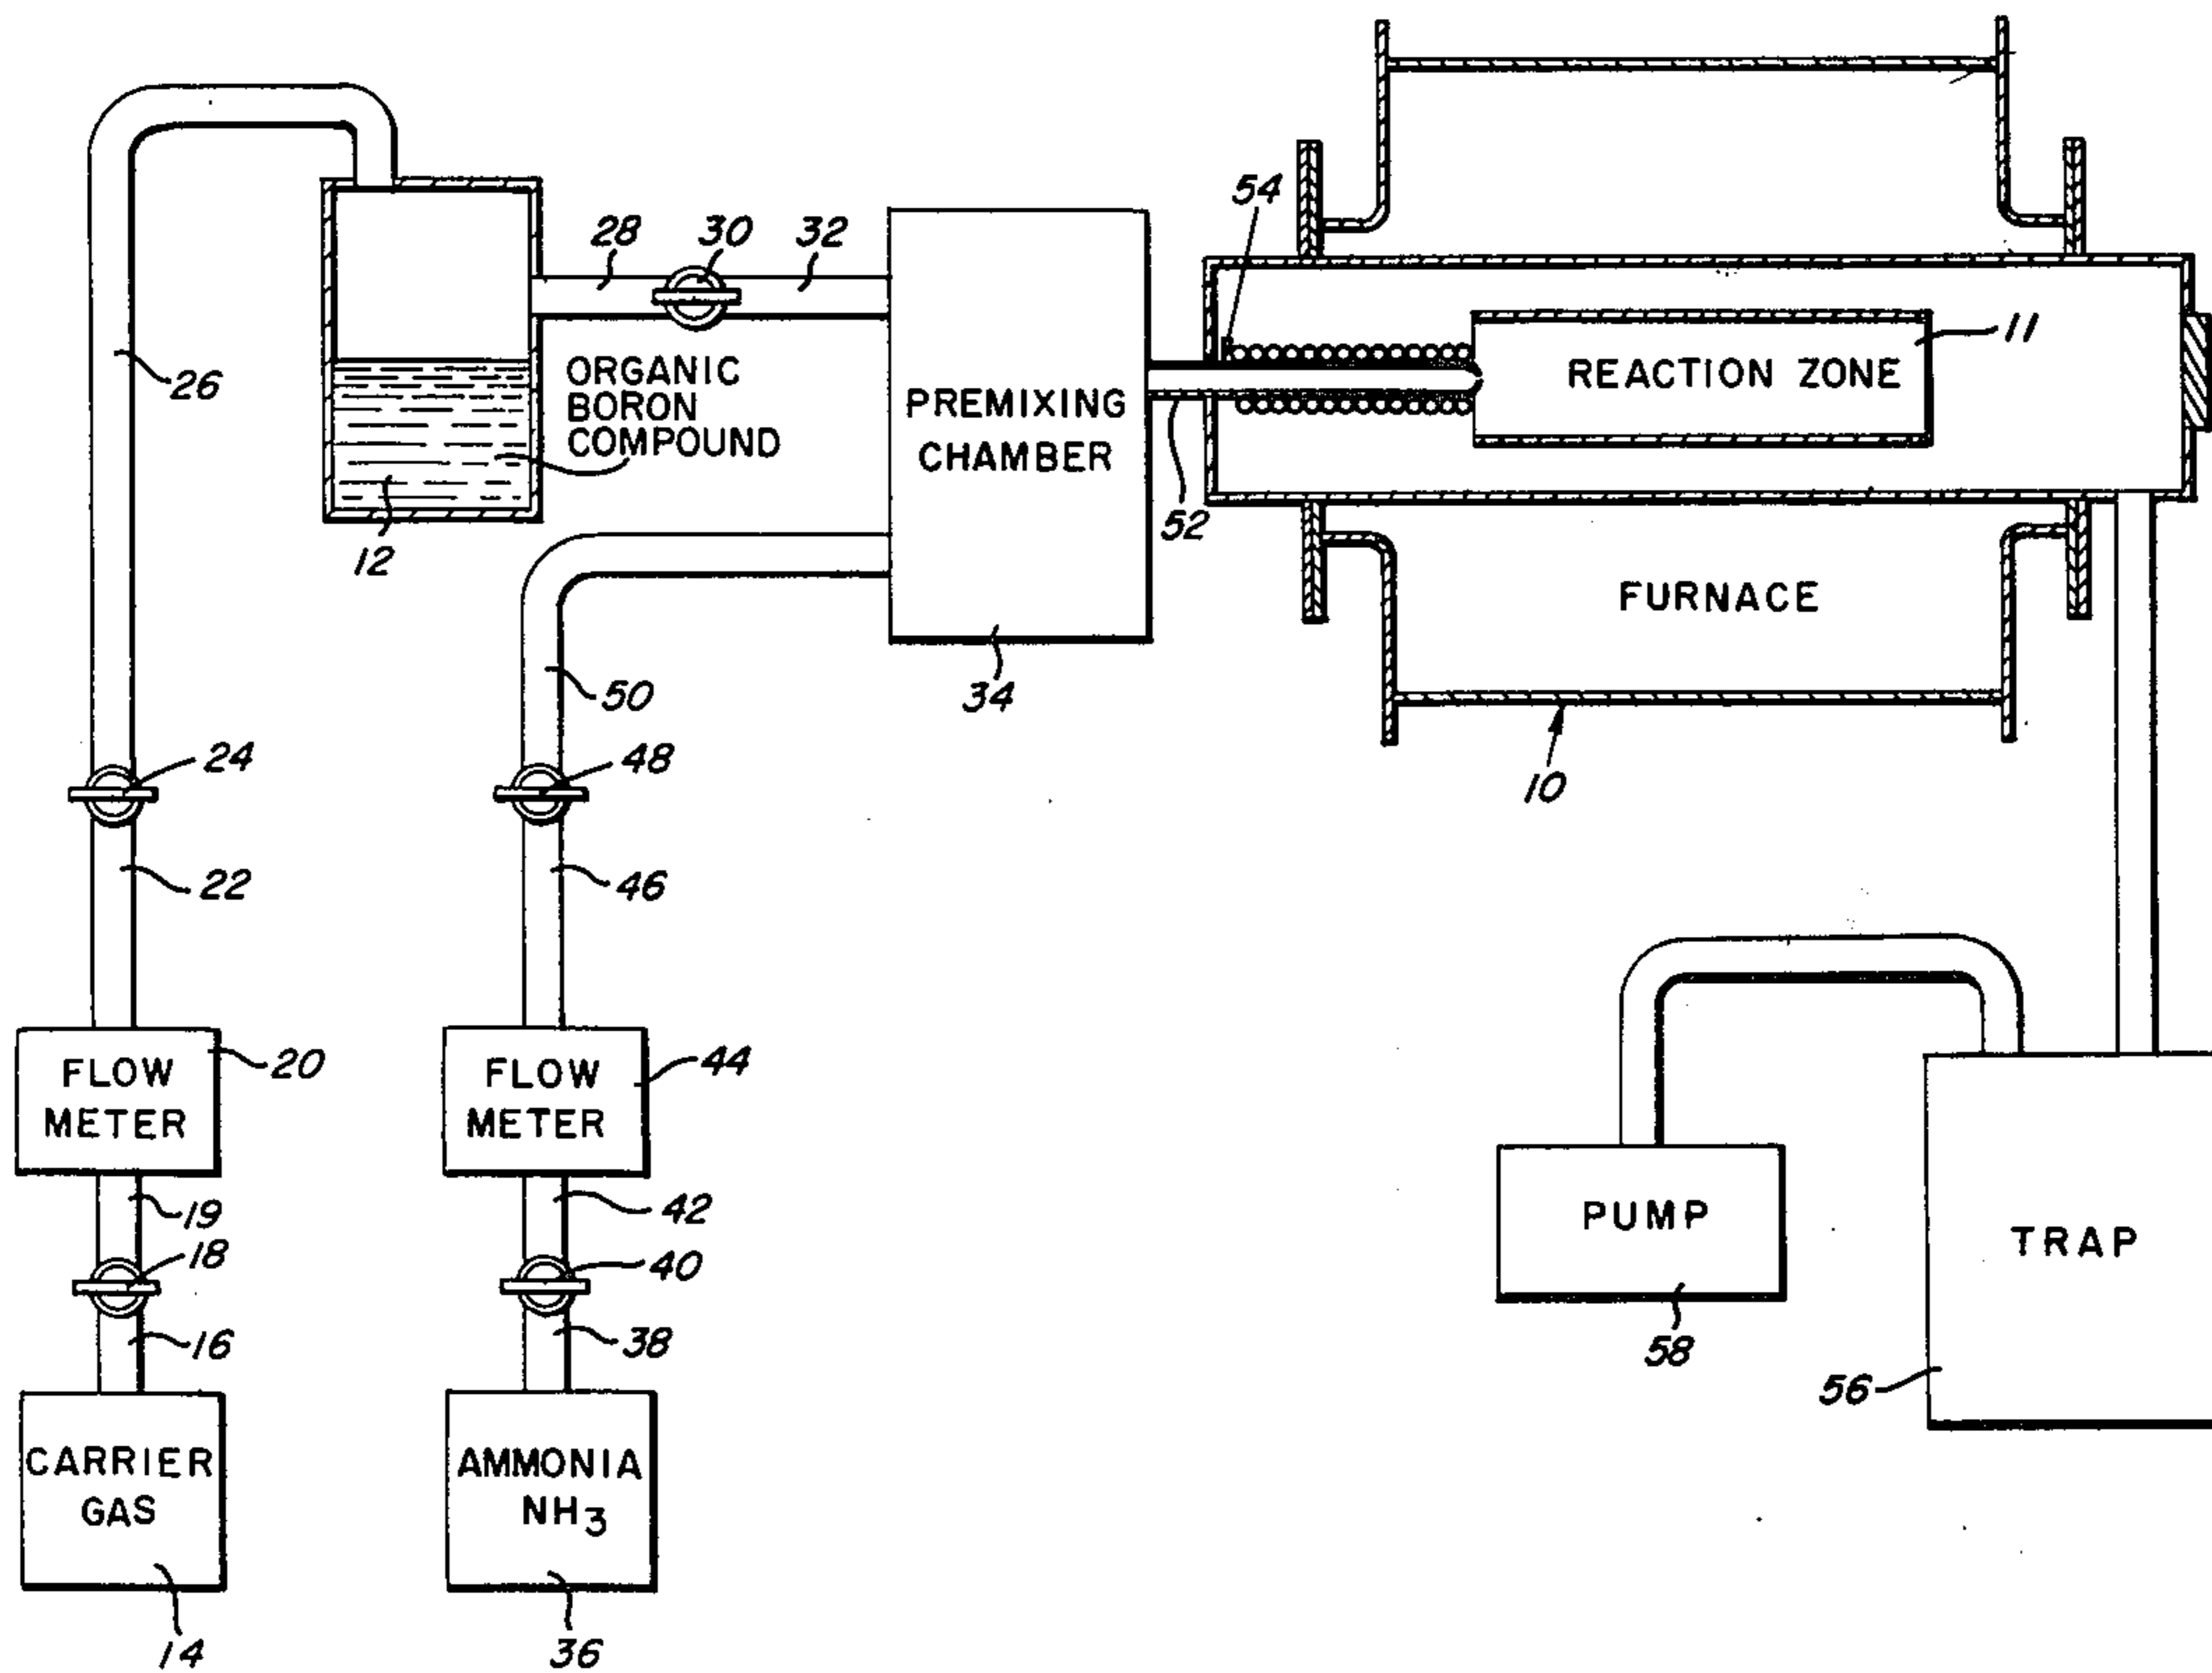 54
28
30
32
11
REACTION ZONE
26
ORGANIC
BORON
COMPOUND
PREMIXING
CHAMBER
52
12
FURNACE
50
34
24
48
10
22
46
FLOW
METER
20
FLOW
METER
44
19
42
PUMP
TRAP
18
40
16
38
58
56
CARRIER
GAS
AMMONIA
NH3
14
36